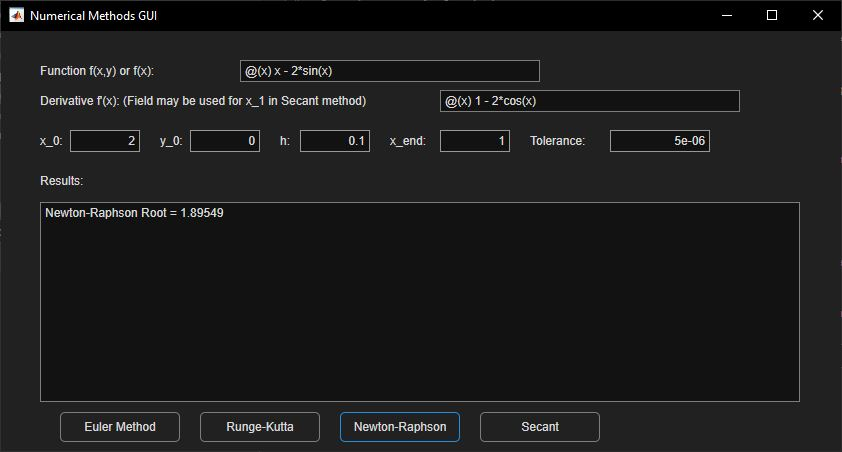 Numerical Methods GUI
Function f(x,y) or f(x): @(x) x - 2*sin(x)
Derivative f'(x): (Field may be used for x_1 in Secant method) @(x) 1 - 2*cos(x)
x_0: 2 y_0: 0 h: 0.1 x_end: 1 Tolerance: 5e-06
Results:
Newton-Raphson Root = 1.89549
Euler Method Runge-Kutta Newton-Raphson Secant